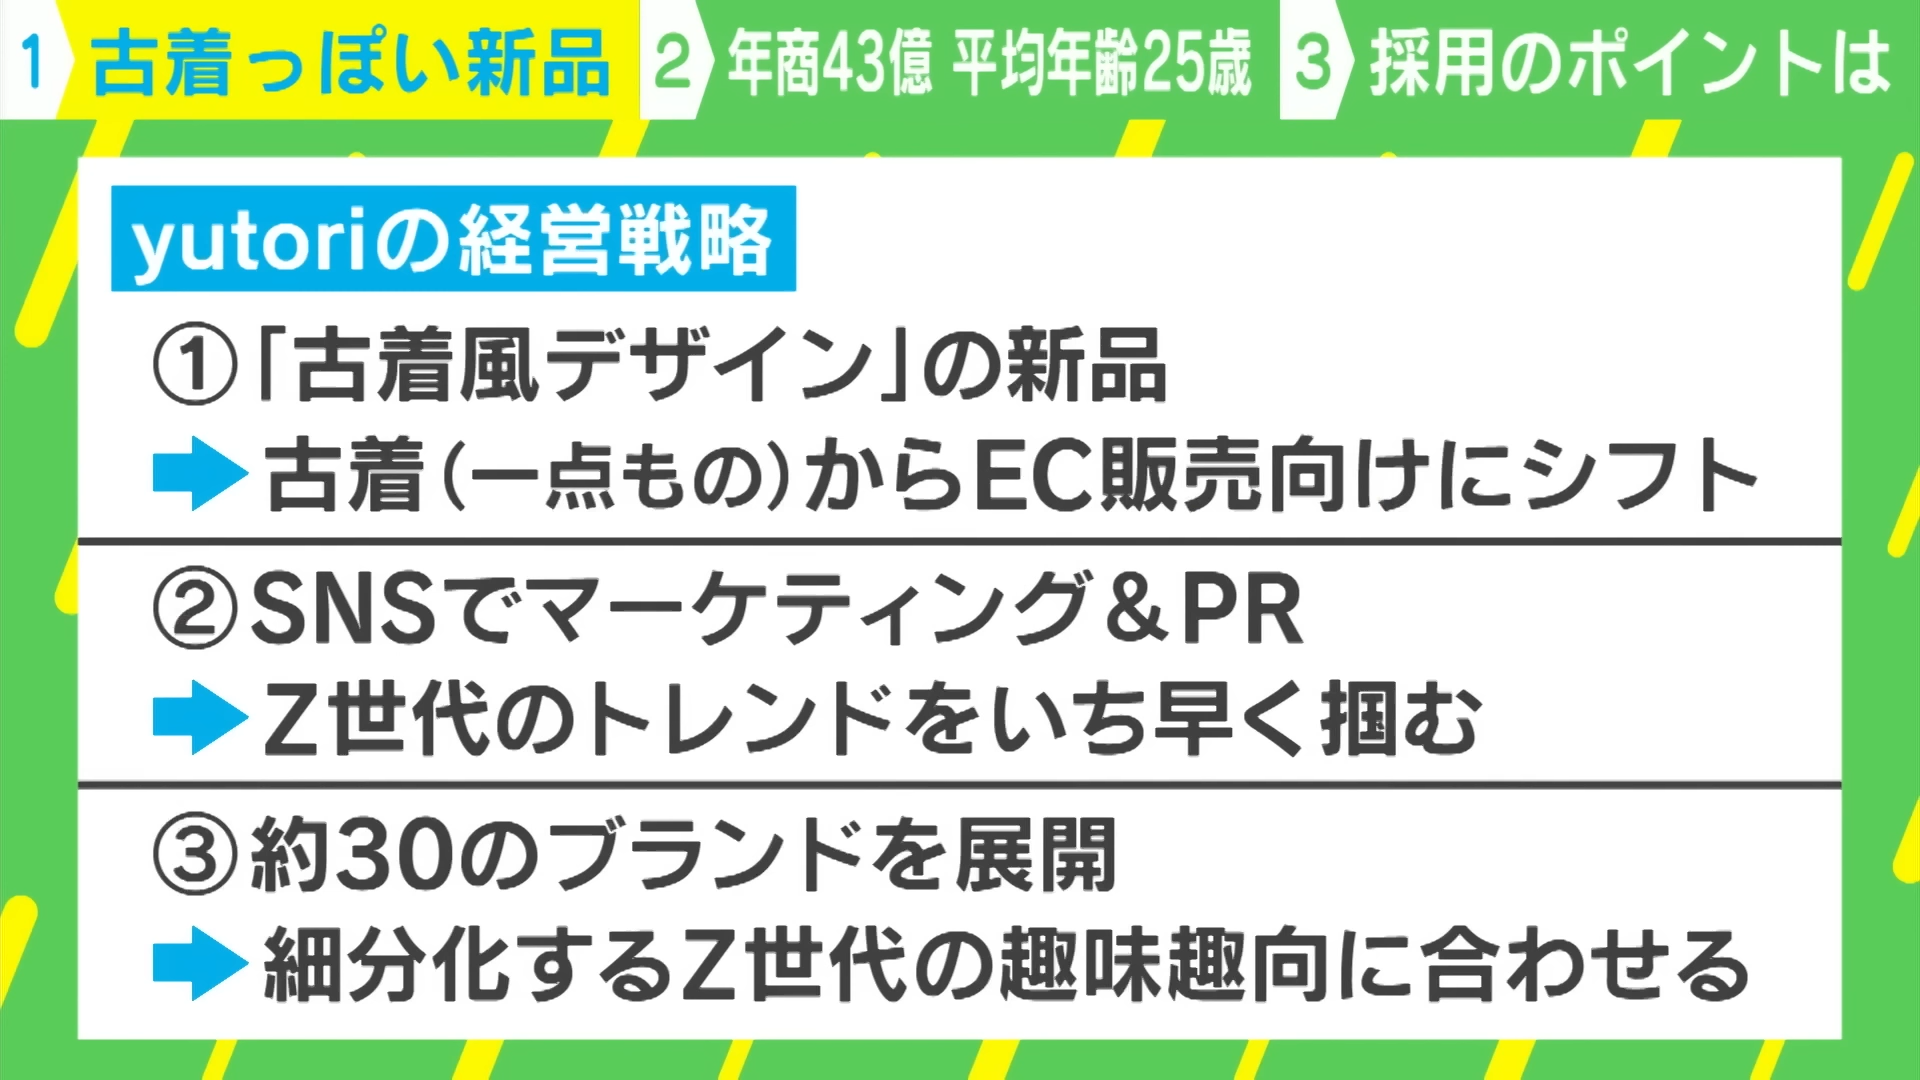 1 古着っぽい新品 2 年商43億 平均年齢25歳 3 採用のポイントは
yutoriの経営戦略
①「古着風デザイン」の新品
➡古着(一点もの)からEC販売向けにシフト
②SNSでマーケティング&PR
➡Z世代のトレンドをいち早く掴む
③約30のブランドを展開
➡細分化するZ世代の趣味趣向に合わせる